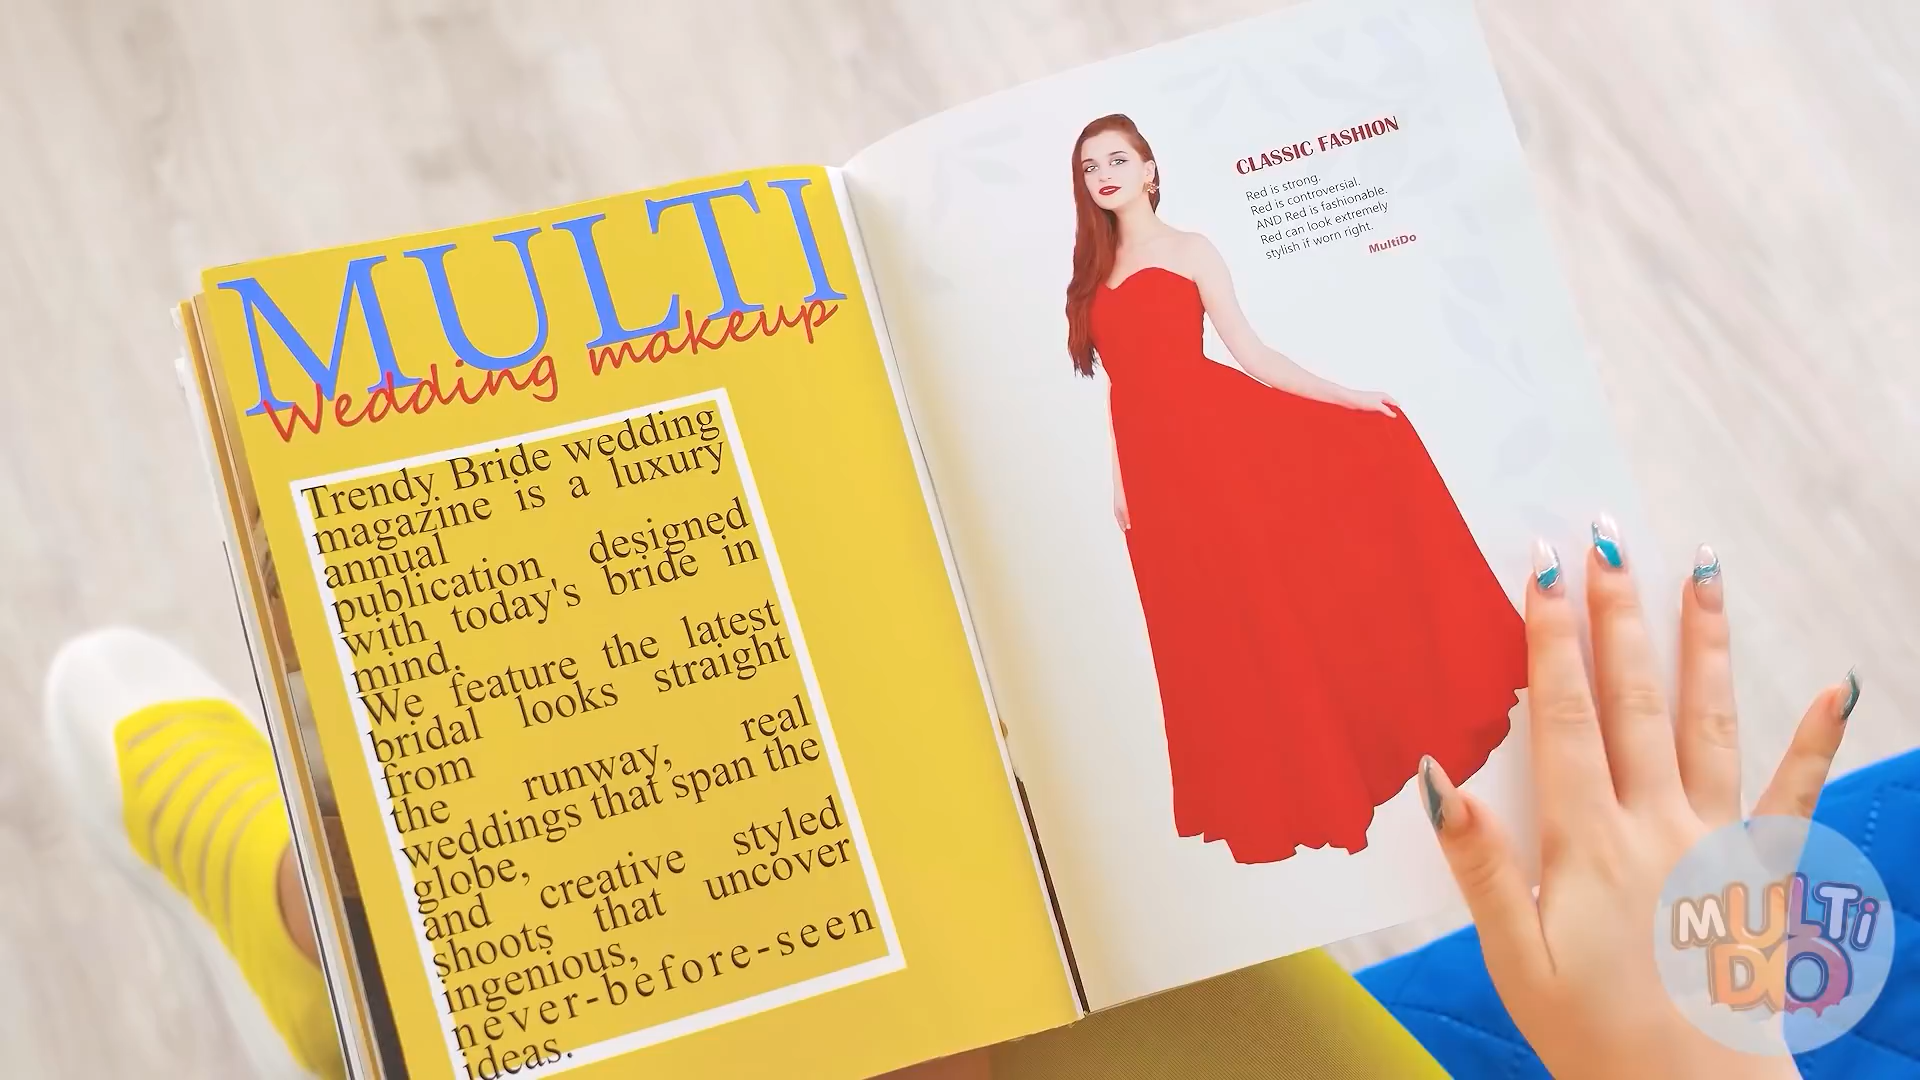 MULTI
Wedding makeup
Trendy Bride wedding
magazine is a luxury
annual
publication designed
with today's bride in
mind.
We feature the latest
bridal looks straight
from
the runway, real
weddings that span the
globe,
and creative styled
shoots that uncover
ingenious,
never-before-seen
ideas.
CLASSIC FASHION
Red is strong.
Red is controversial.
AND Red is fashionable.
Red can look extremely
stylish if worn right.
MultiDo
MULTi
DO